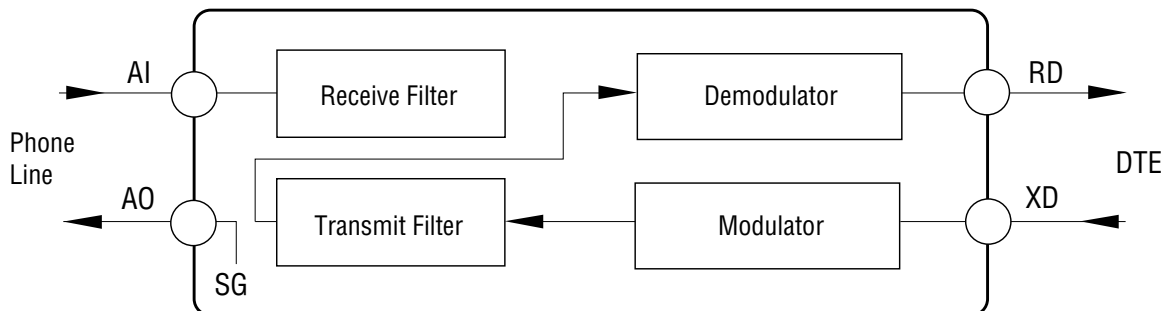 AI
Receive Filter
Demodulator
RD
Phone
Line
DTE
AO
Transmit Filter
Modulator
XD
SG